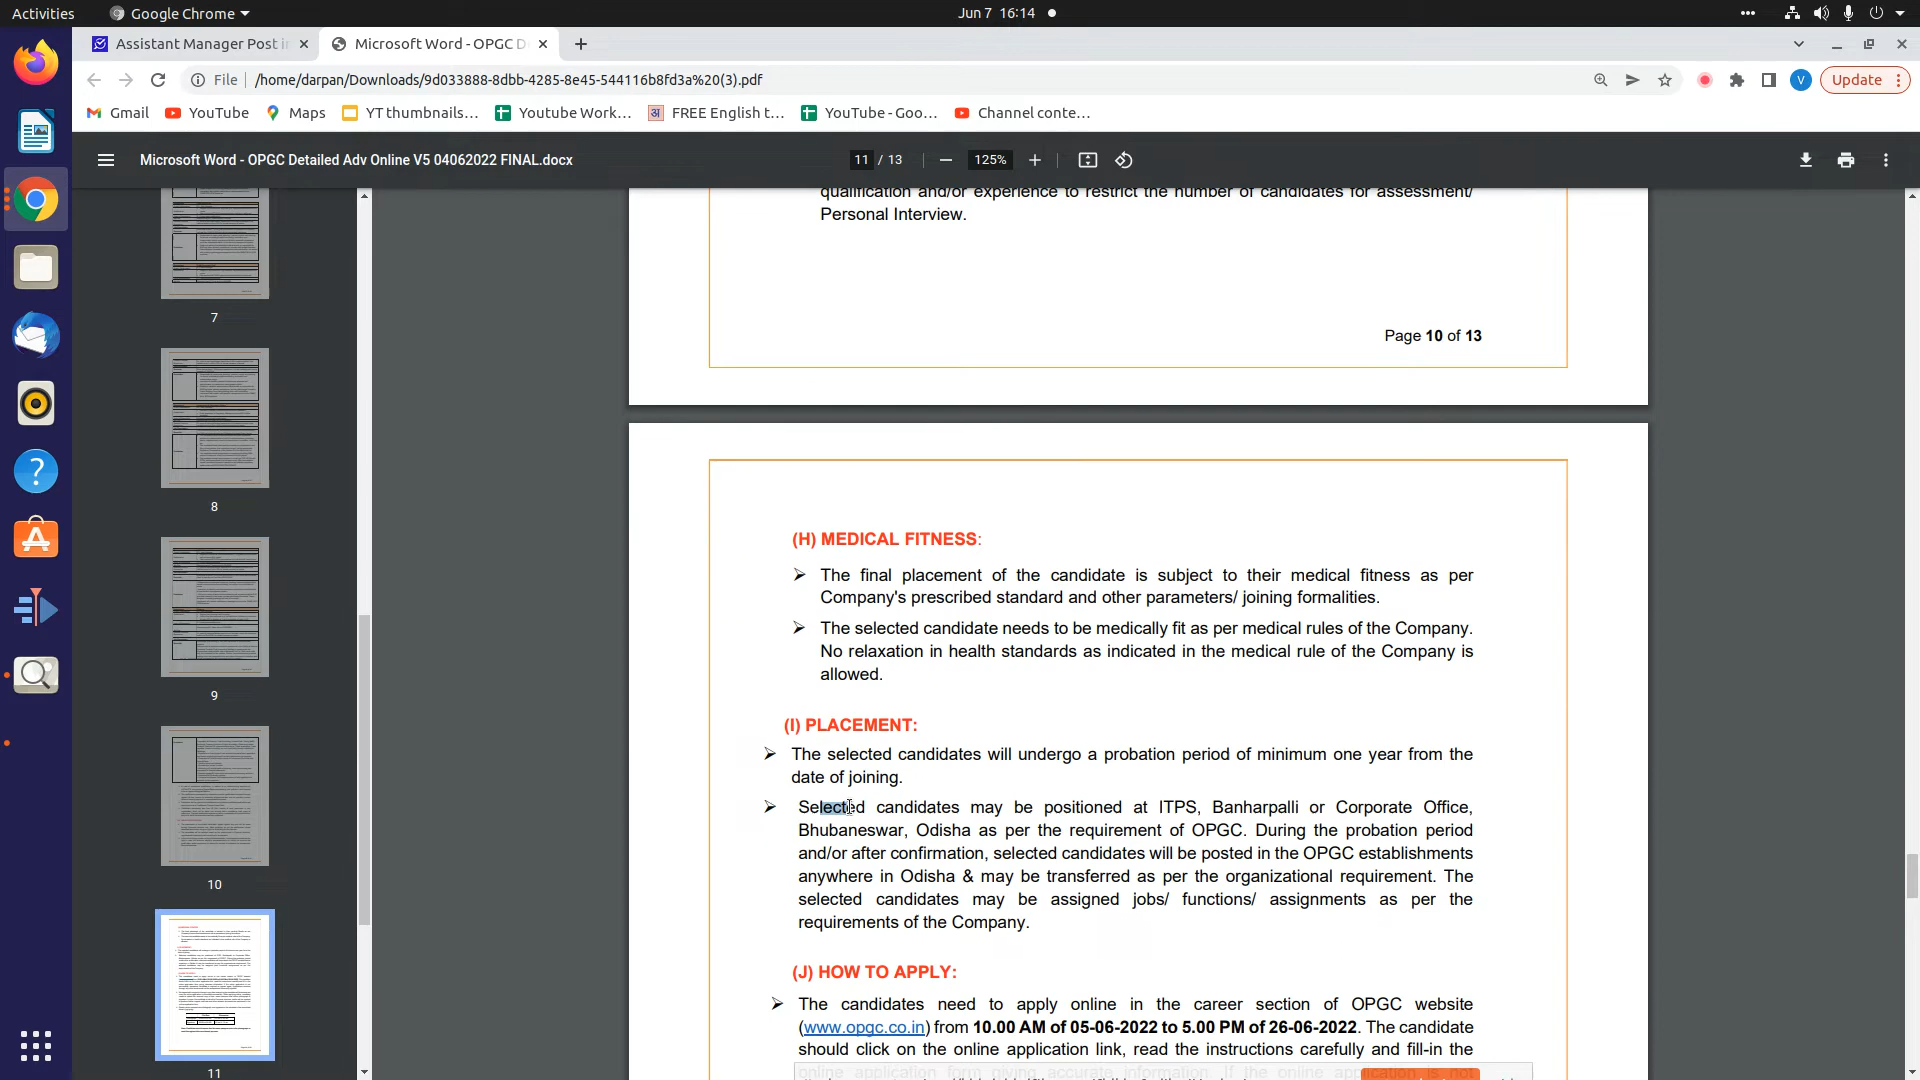 Activities
Google Chrome
Jun 7 16:14
Assistant Manager Post i
Microsoft Word - OPGC D
File
/home/darpan/Downloads/9d033888-8dbb-4285-8e45-544116b8fd3a%20(3).pdf
V
Update
Gmail
YouTube
Maps
YT thumbnails...
Youtube Work...
अ
FREE English t...
YouTube - Goo...
Channel conte...
Microsoft Word - OPGC Detailed Adv Online V5 04062022 FINAL.docx
11 / 13
125%
7
8
9
10
11
qualification and/or experience to restrict the number of candidates for assessment/
Personal Interview.
Page 10 of 13
(H) MEDICAL FITNESS:
➢ The final placement of the candidate is subject to their medical fitness as per
Company's prescribed standard and other parameters/ joining formalities.
➢ The selected candidate needs to be medically fit as per medical rules of the Company.
No relaxation in health standards as indicated in the medical rule of the Company is
allowed.
(I) PLACEMENT:
➢ The selected candidates will undergo a probation period of minimum one year from the
date of joining.
➢ Selected candidates may be positioned at ITPS, Banharpalli or Corporate Office,
Bhubaneswar, Odisha as per the requirement of OPGC. During the probation period
and/or after confirmation, selected candidates will be posted in the OPGC establishments
anywhere in Odisha & may be transferred as per the organizational requirement. The
selected candidates may be assigned jobs/ functions/ assignments as per the
requirements of the Company.
(J) HOW TO APPLY:
➢ The candidates need to apply online in the career section of OPGC website
(www.opgc.co.in) from 10.00 AM of 05-06-2022 to 5.00 PM of 26-06-2022. The candidate
should click on the online application link, read the instructions carefully and fill-in the
online application form giving accurate information. If the online application is not